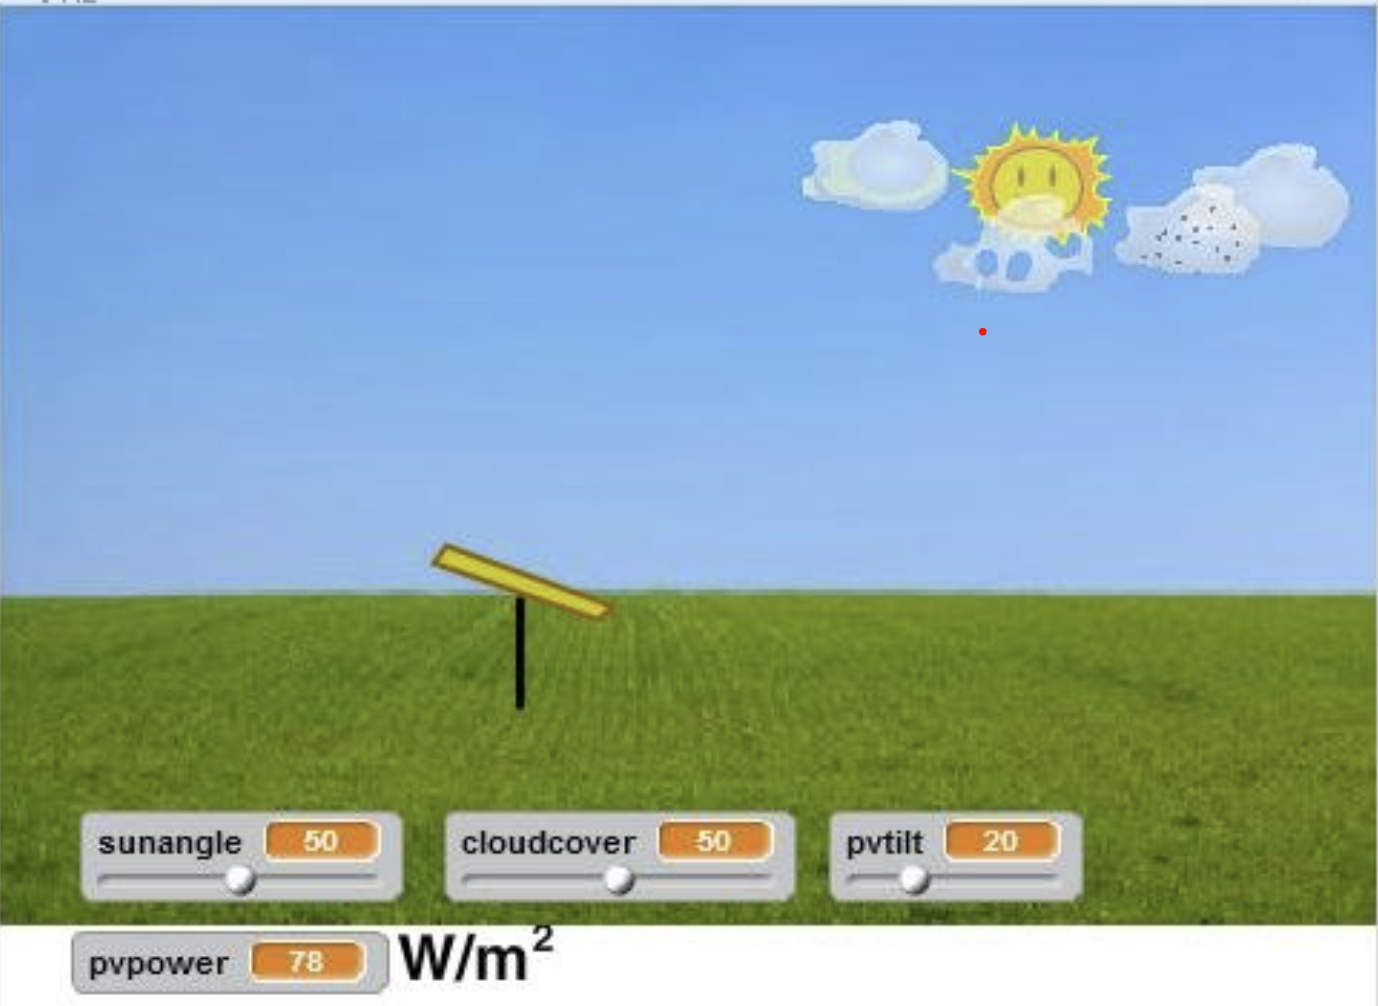 sunangle 50
cloudcover 50
pvtilt 20
pvpower 78 W/m²